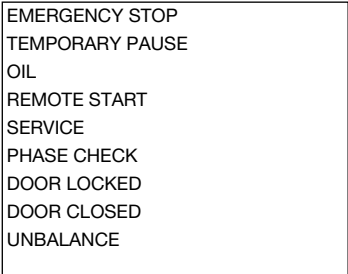 EMERGENCY STOP
TEMPORARY PAUSE
OIL
REMOTE START
SERVICE
PHASE CHECK
DOOR LOCKED
DOOR CLOSED
UNBALANCE